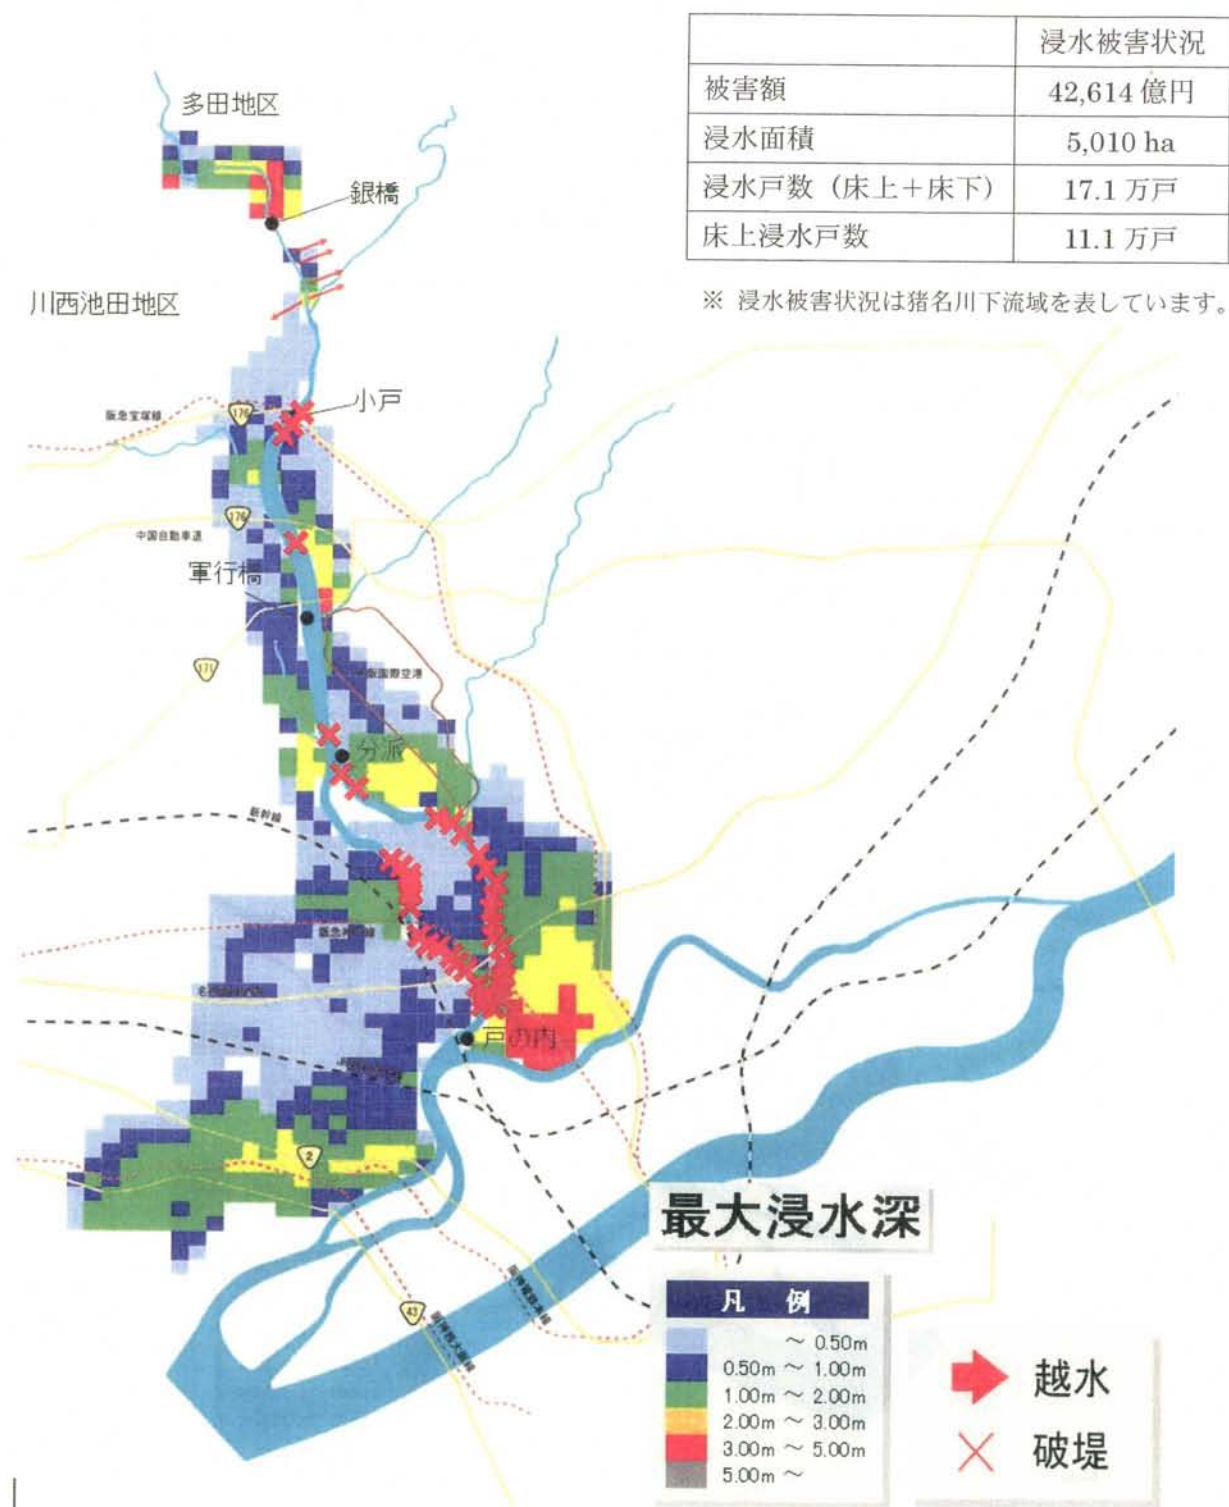 浸水被害状況
被害額 42,614 億円
浸水面積 5,010 ha
浸水戸数（床上＋床下） 17.1 万戸
床上浸水戸数 11.1 万戸
※ 浸水被害状況は猪名川下流域を表しています。
多田地区
銀橋
川西池田地区
小戸
阪急宝塚線
176
176
中国自動車道
軍行橋
171
阪国際空港
分派
新幹線
戸の内
2
43
最大浸水深
凡 例
～ 0.50m
0.50m ～ 1.00m
1.00m ～ 2.00m
2.00m ～ 3.00m
3.00m ～ 5.00m
5.00m ～
越水
破堤